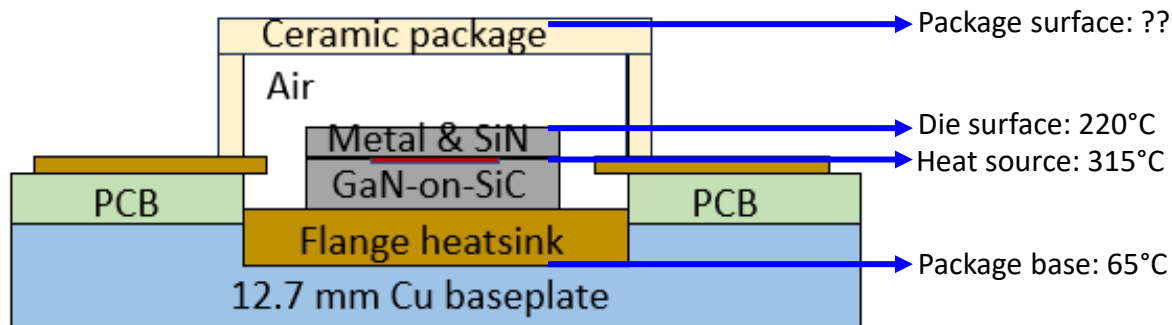 Package surface: ??
Ceramic package
Air
Die surface: 220°C
Metal & SiN
Heat source: 315°C
GaN-on-SiC
PCB
PCB
Flange heatsink
Package base: 65°C
12.7 mm Cu baseplate